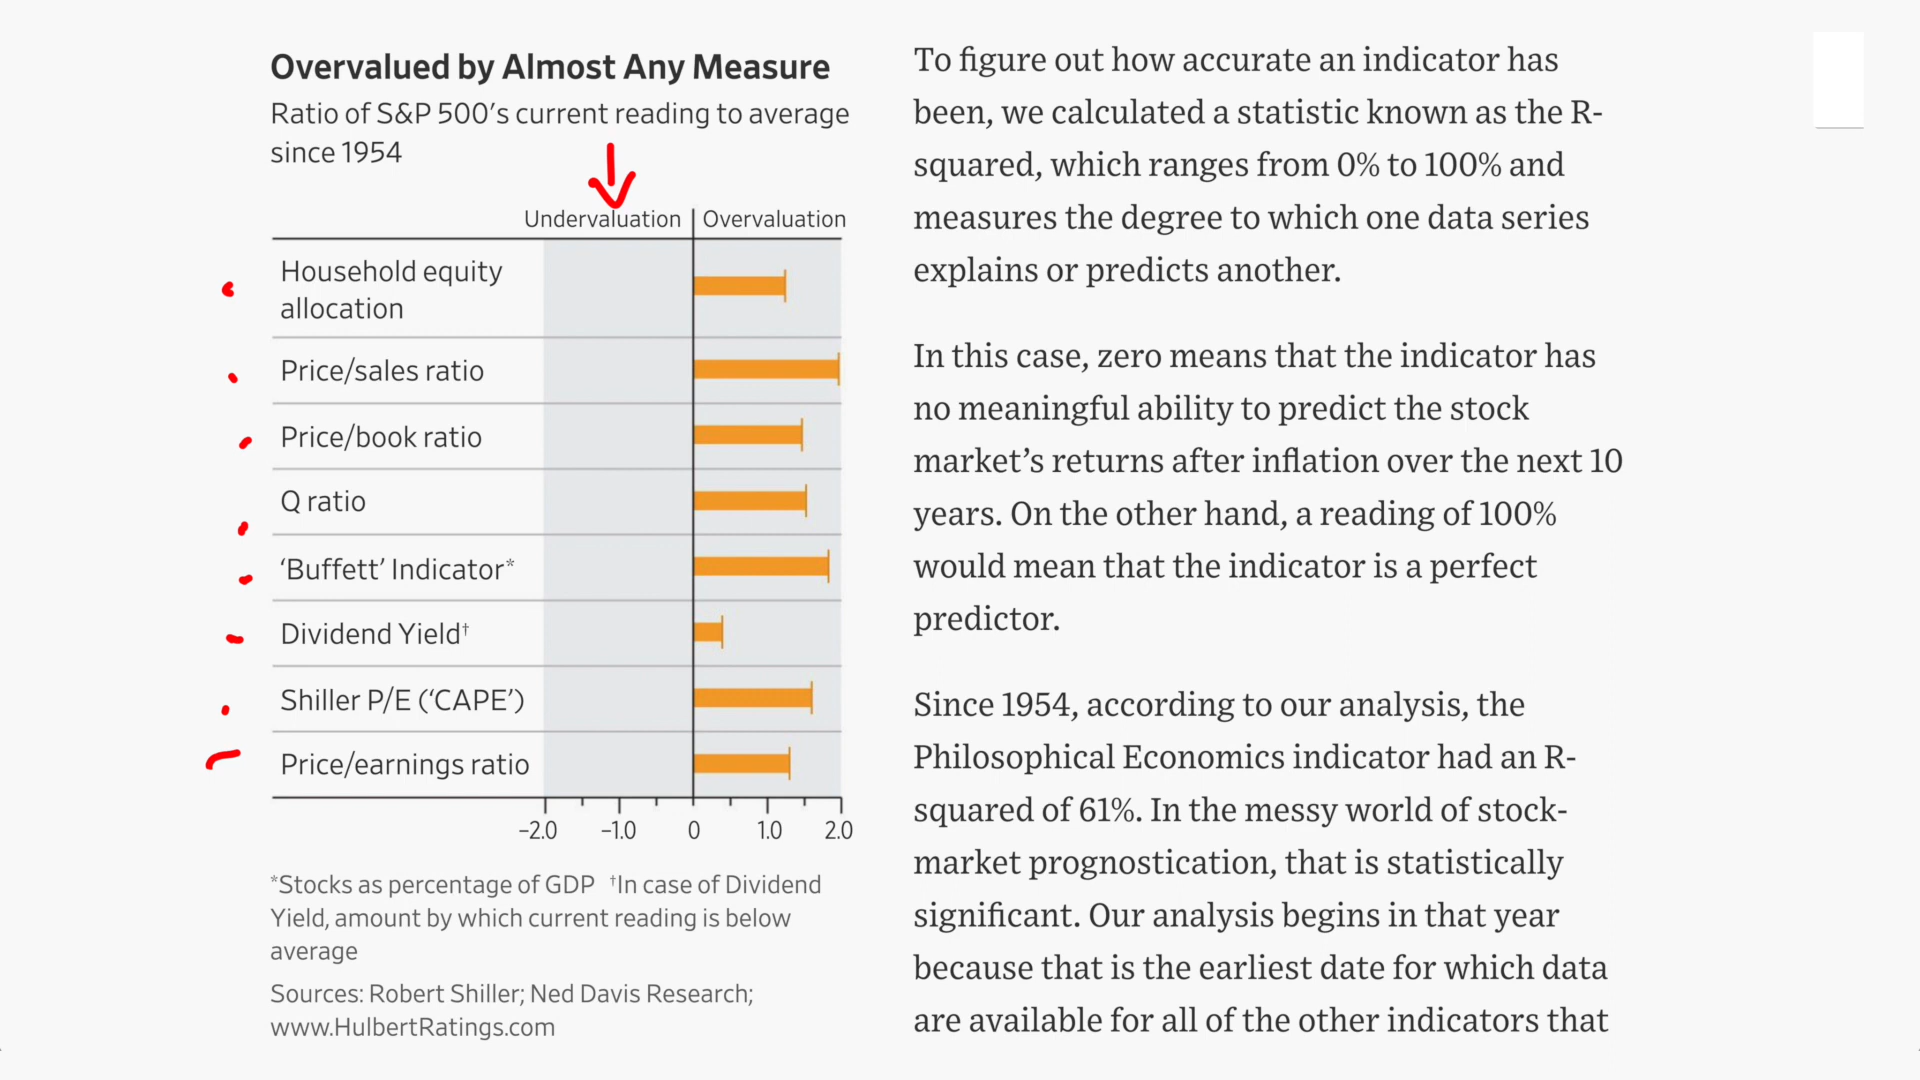 Overvalued by Almost Any Measure
Ratio of S&P 500's current reading to average
since 1954
Undervaluation | Overvaluation
Household equity
allocation
Price/sales ratio
Price/book ratio
Q ratio
‘Buffett’ Indicator*
Dividend Yield†
Shiller P/E (‘CAPE’)
Price/earnings ratio
–2.0 –1.0 0 1.0 2.0
*Stocks as percentage of GDP †In case of Dividend
Yield, amount by which current reading is below
average
Sources: Robert Shiller; Ned Davis Research;
www.HulbertRatings.com
To figure out how accurate an indicator has
been, we calculated a statistic known as the R-
squared, which ranges from 0% to 100% and
measures the degree to which one data series
explains or predicts another.
In this case, zero means that the indicator has
no meaningful ability to predict the stock
market’s returns after inflation over the next 10
years. On the other hand, a reading of 100%
would mean that the indicator is a perfect
predictor.
Since 1954, according to our analysis, the
Philosophical Economics indicator had an R-
squared of 61%. In the messy world of stock-
market prognostication, that is statistically
significant. Our analysis begins in that year
because that is the earliest date for which data
are available for all of the other indicators that